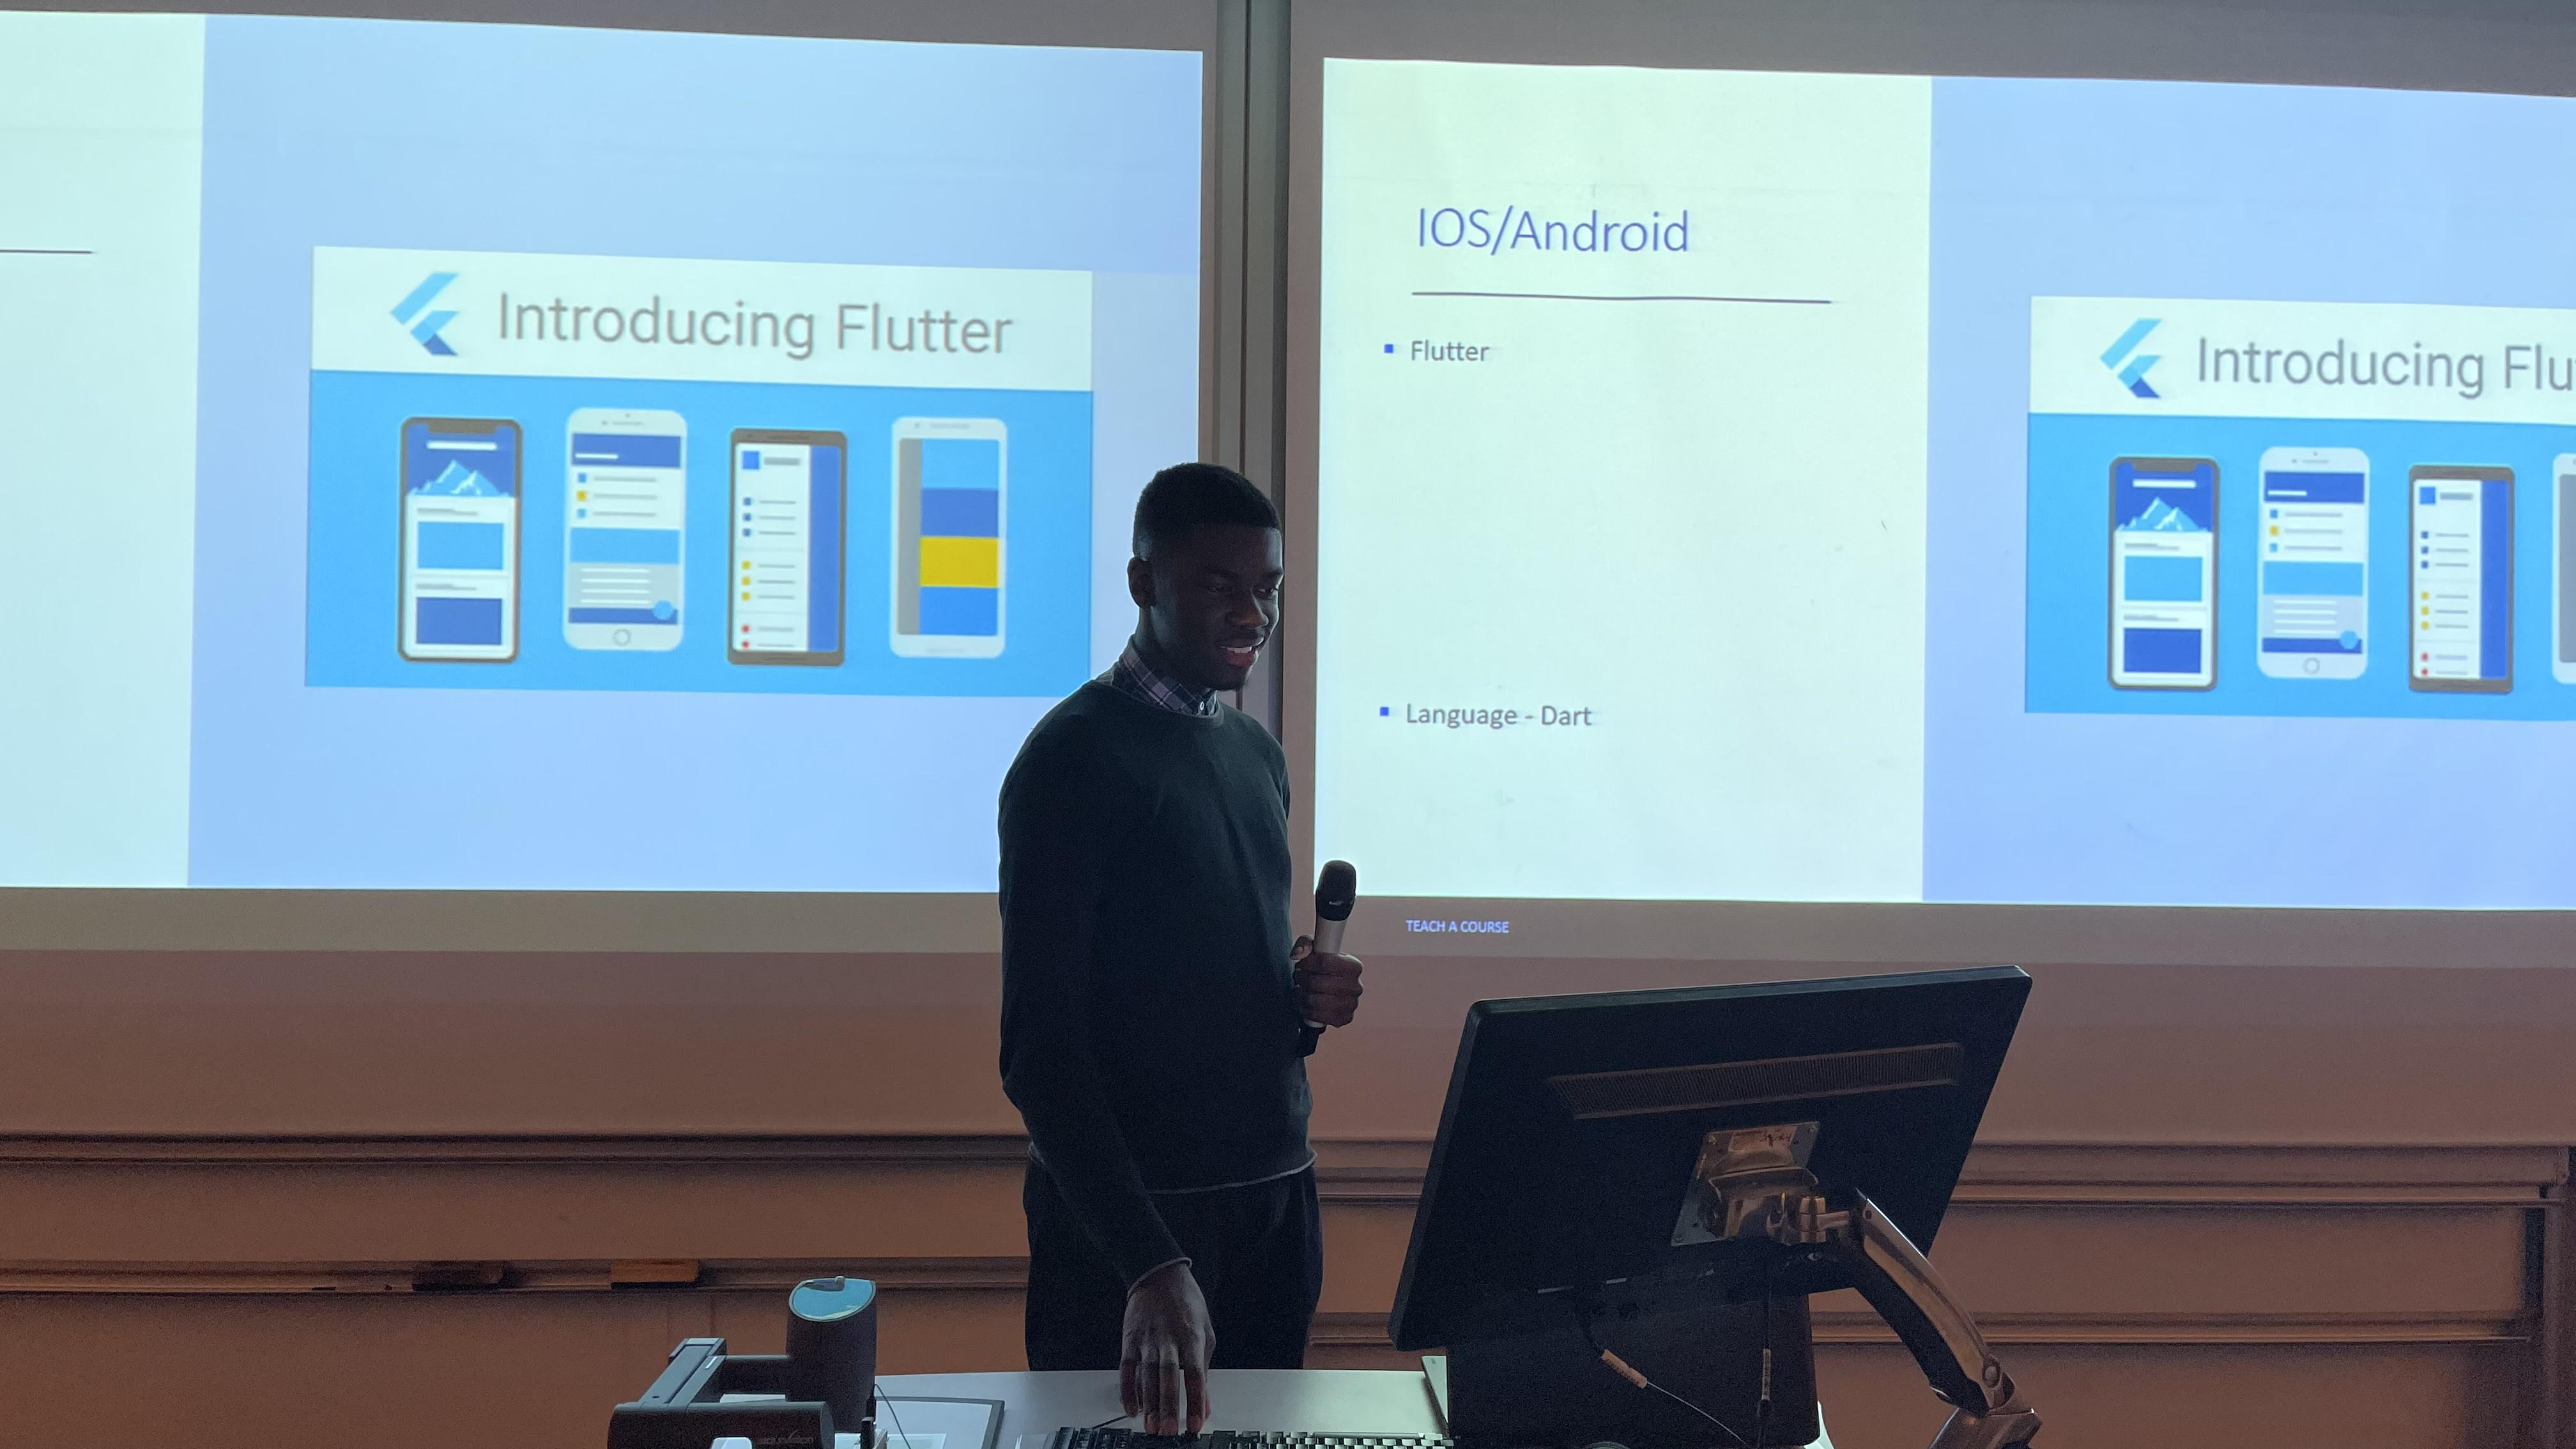 Introducing Flutter
IOS/Android
Flutter
Language - Dart
TEACH A COURSE
Introducing Flu